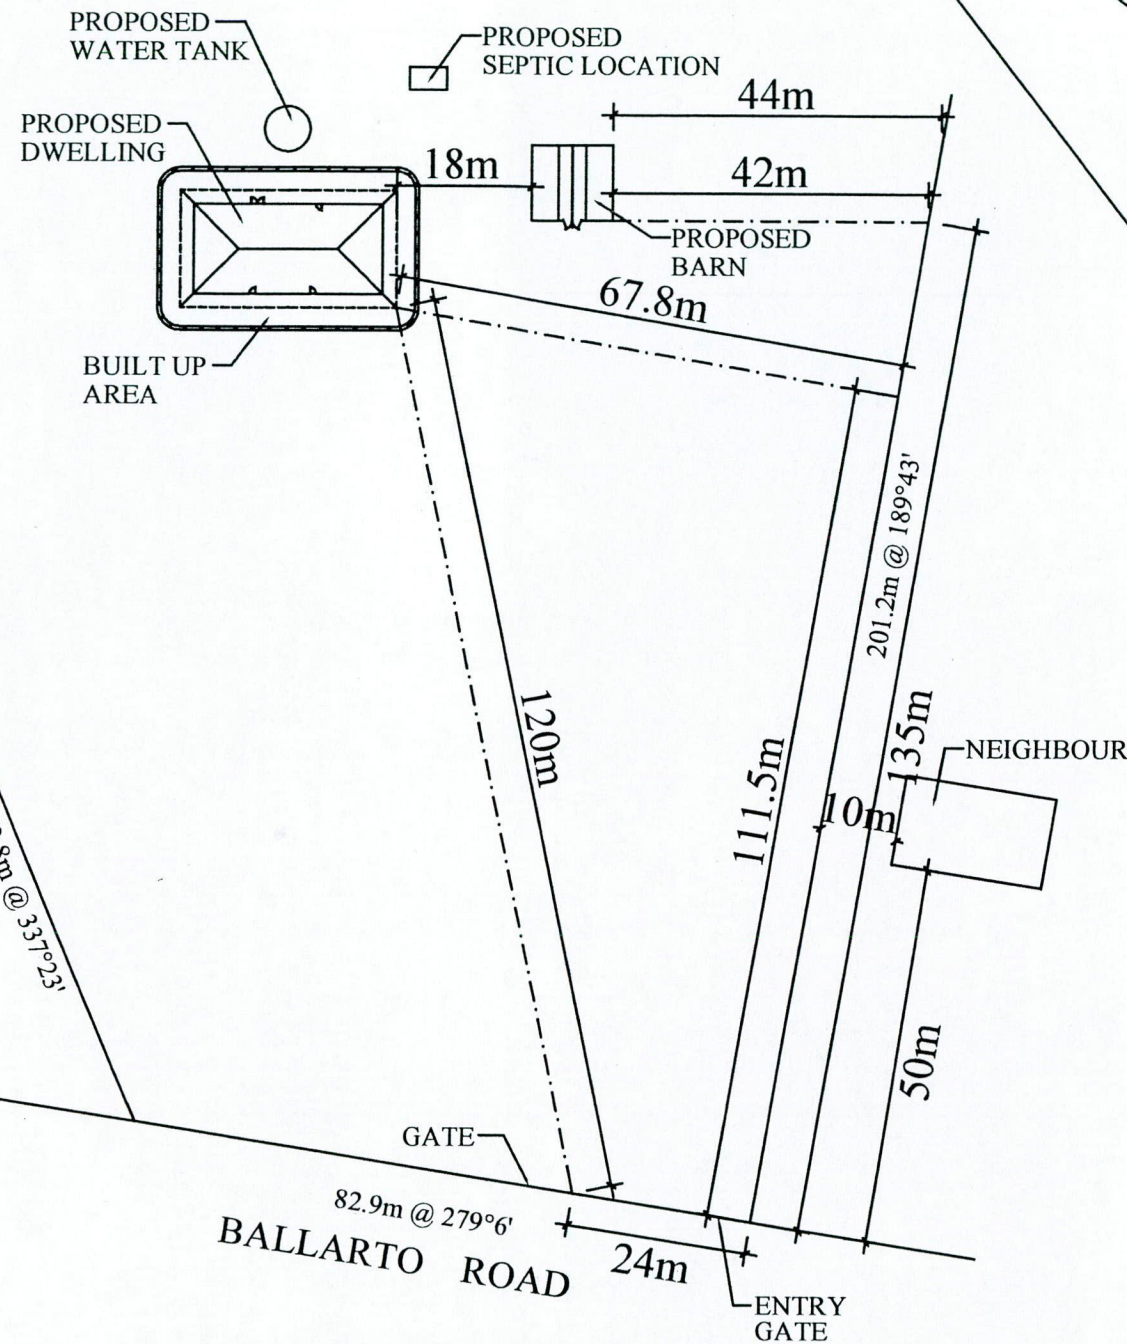 PROPOSED
WATER TANK
PROPOSED
SEPTIC LOCATION
44m
PROPOSED
DWELLING
18m
42m
PROPOSED
BARN
67.8m
BUILT UP
AREA
201.2m @ 189°43'
120m
135m
111.5m
NEIGHBOUR
10m
8m @ 337°23'
50m
GATE
82.9m @ 279°6'
BALLARTO ROAD
24m
ENTRY
GATE